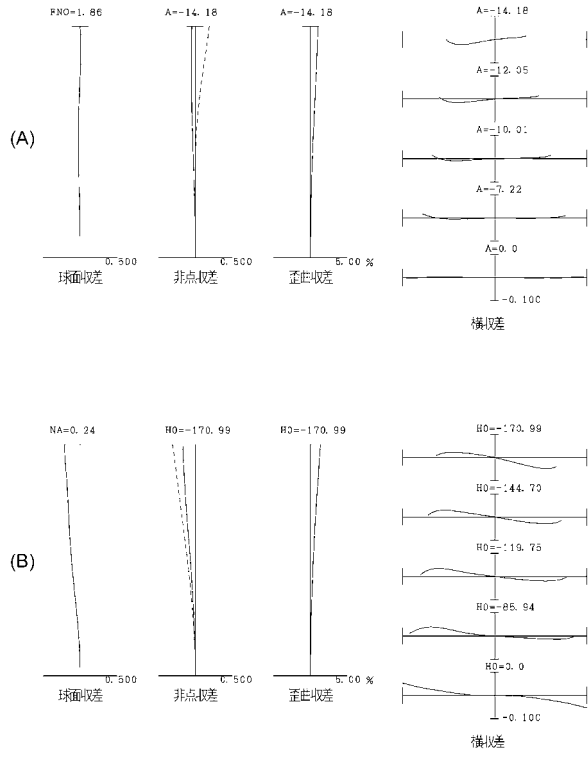 (A)
FNO=1.86
A=-14.18
A=-14.18
0.500
0.500
5.00 %
球面収差
非点収差
歪曲収差
A=-14.18
A=-12.05
A=-10.01
A=-7.22
A=0.0
-0.100
横収差
(B)
NA=0.24
H0=-170.99
H0=-170.99
0.500
0.500
5.00 %
球面収差
非点収差
歪曲収差
H0=-170.99
H0=-144.70
H0=-119.75
H0=-85.94
H0=0.0
-0.100
横収差